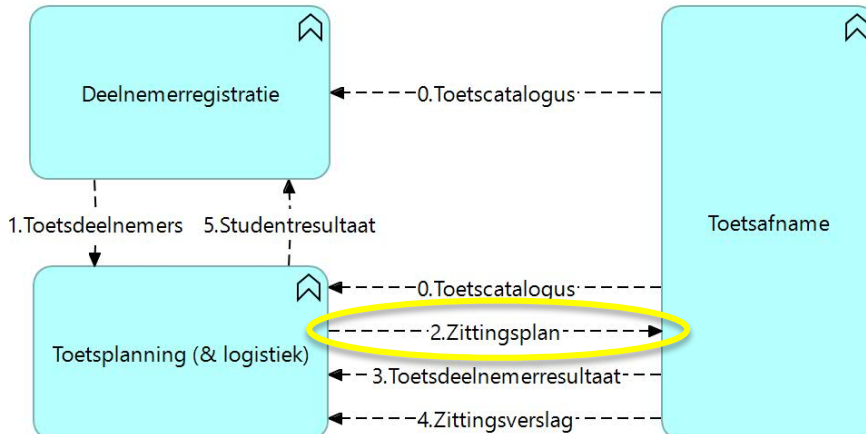 Deelnemerregistratie
0.Toetscatalogus
1.Toetsdeelnemers
5.Studentresultaat
Toetsafname
0.Toetscatalogus
2.Zittingsplan
Toetsplanning (& logistiek)
3.Toetsdeelnemerresultaat
4.Zittingsverslag